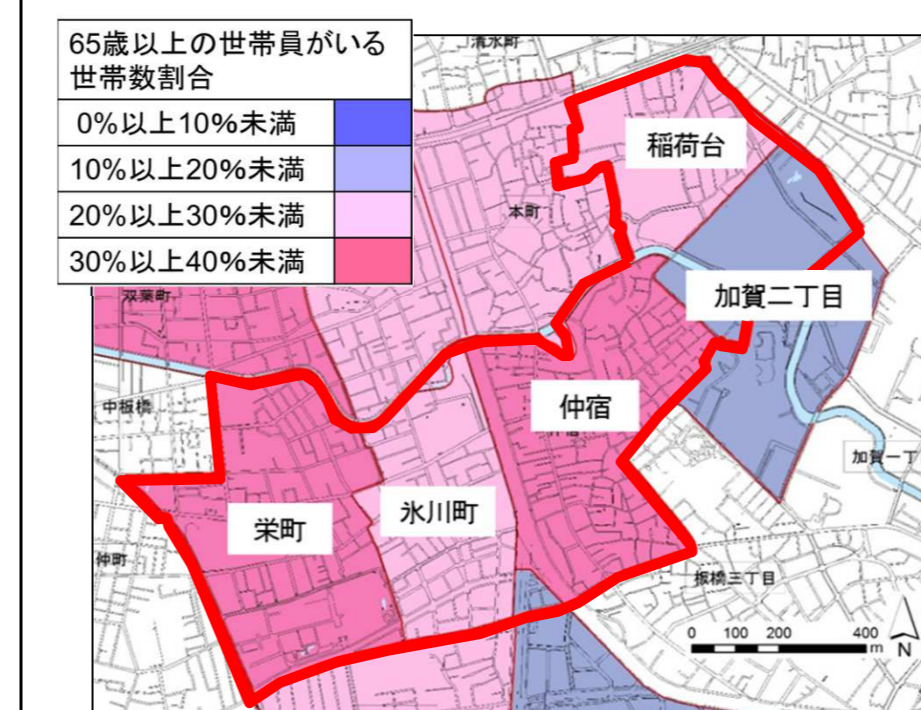 65歳以上の世帯員がいる
世帯数割合
0%以上10%未満
10%以上20%未満
20%以上30%未満
30%以上40%未満
清水町
稲荷台
本町
双葉町
加賀二丁目
中板橋
仲宿
加賀一丁
氷川町
栄町
仲町
板橋三丁目
0 100 200 400
m
N